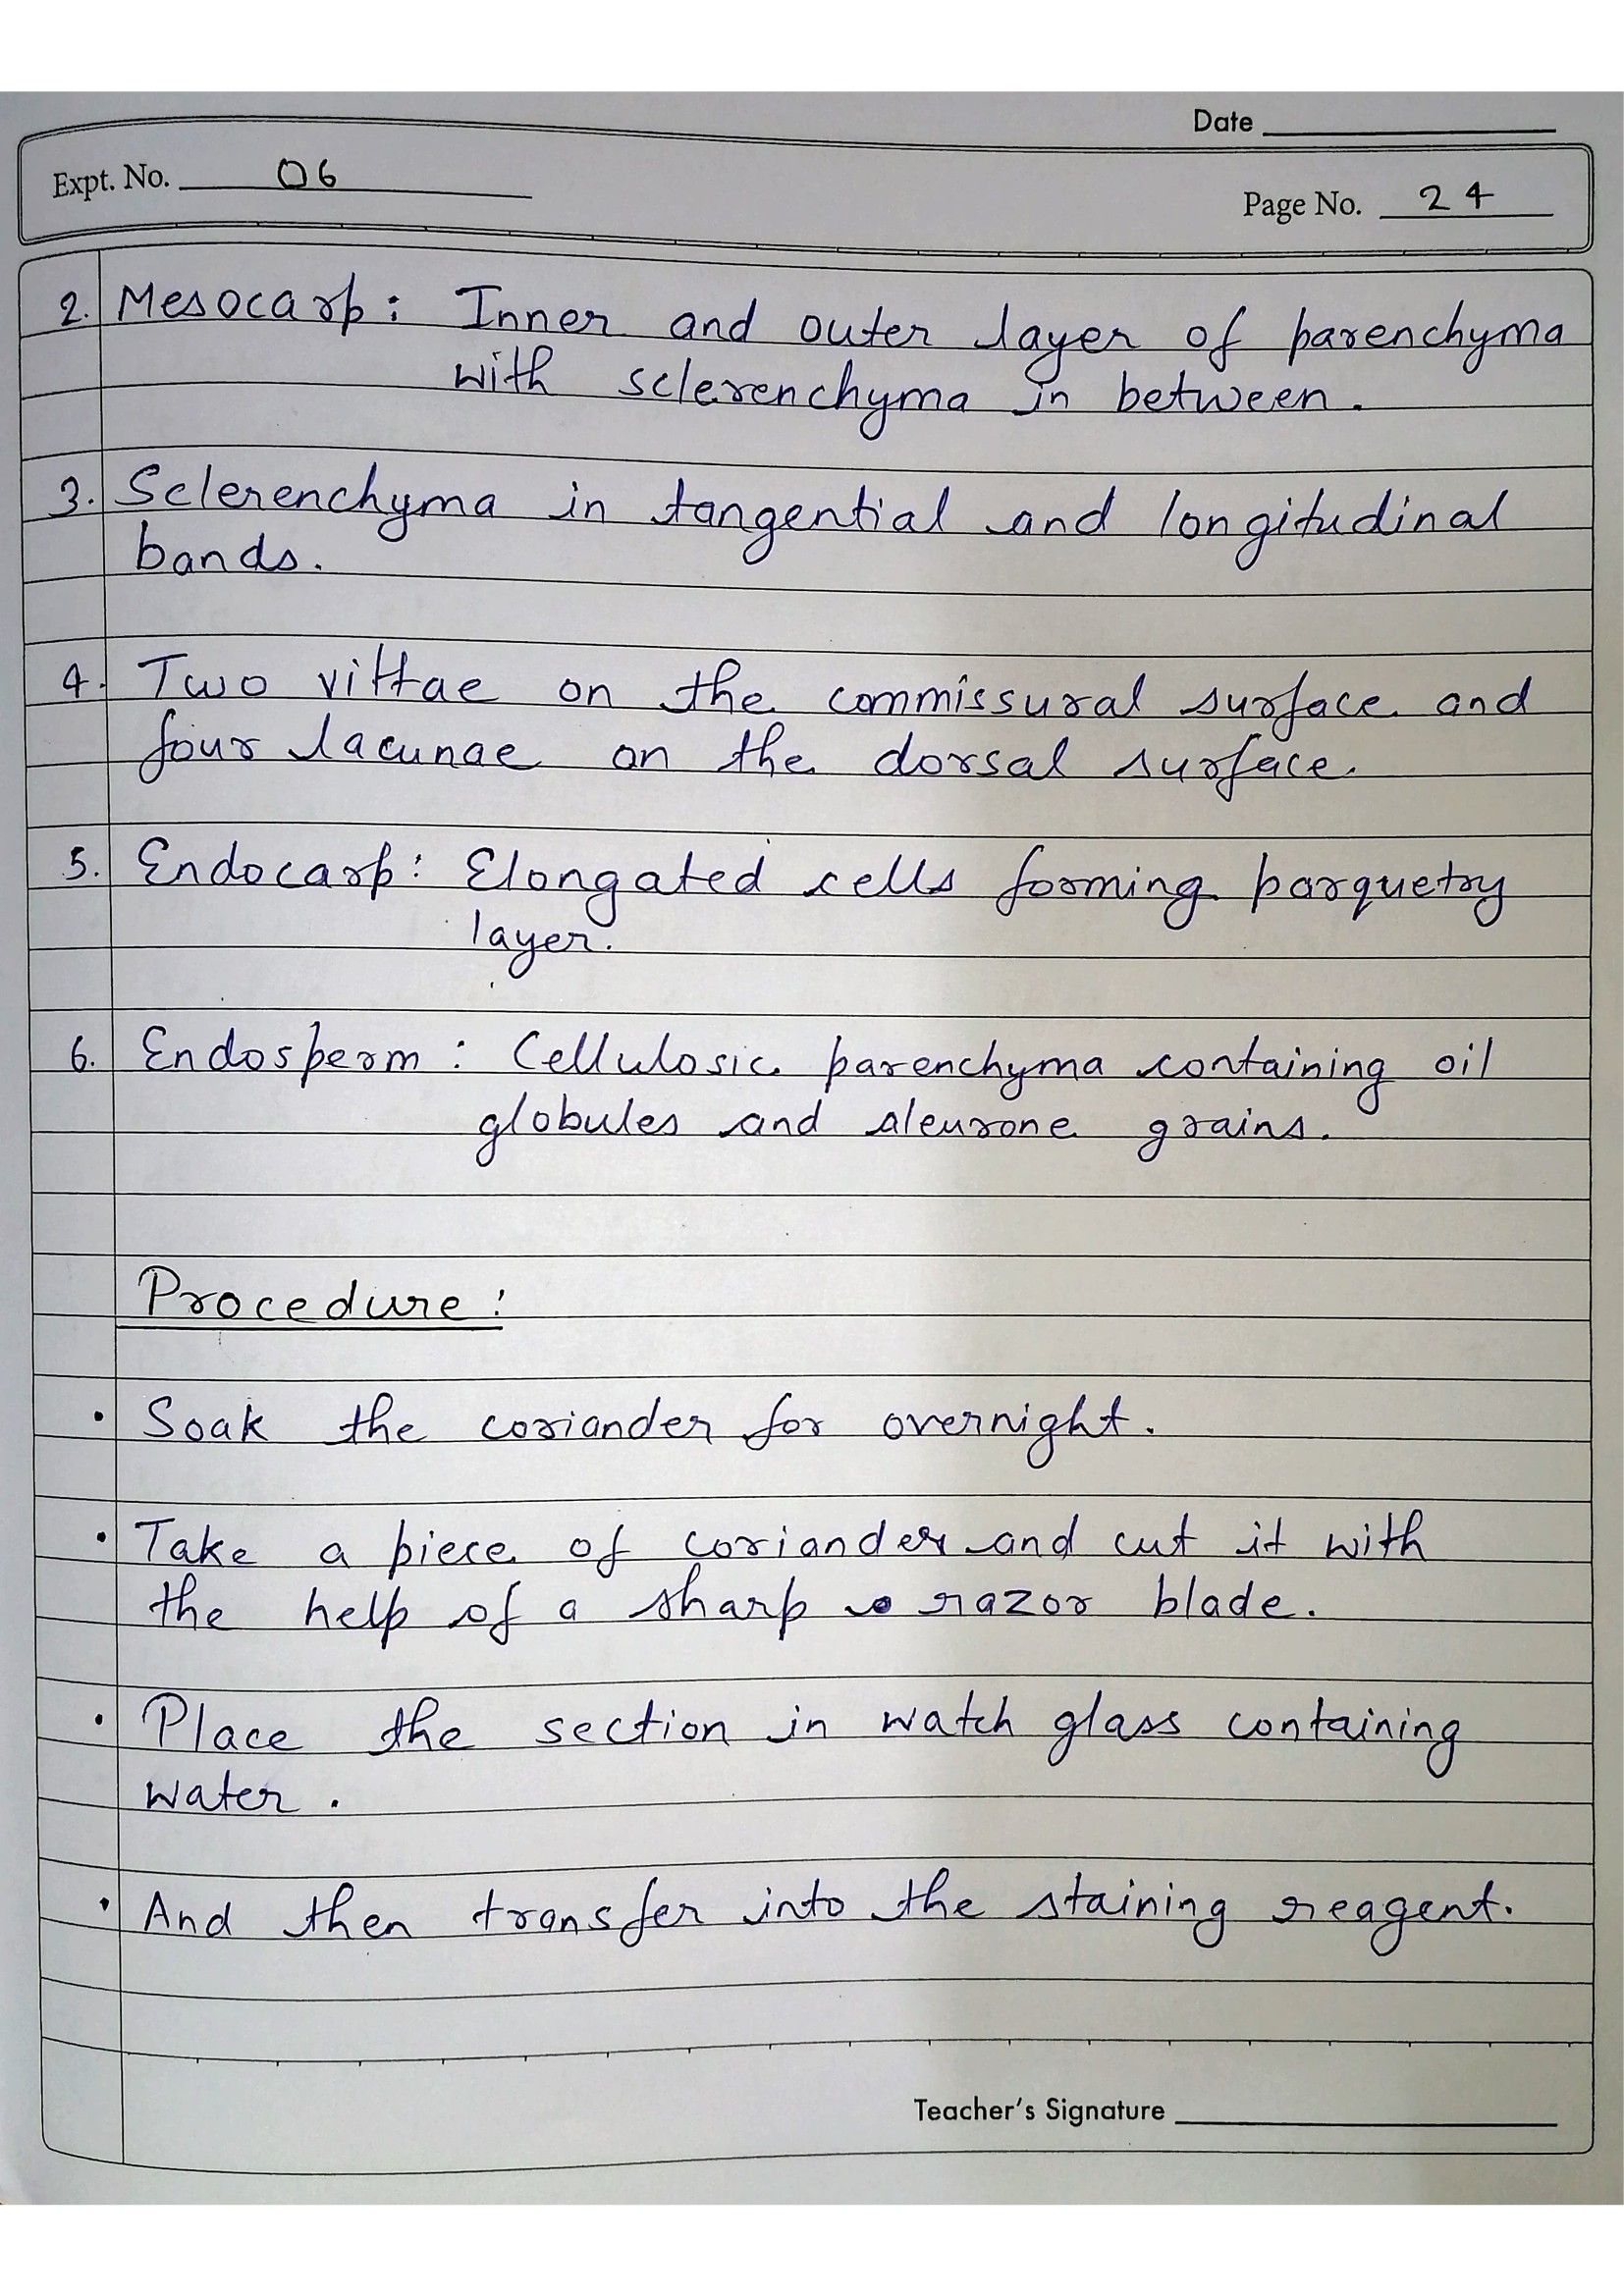 Date
Expt. No. 06
Page No. 24
2. Mesocarp: Inner and outer layer of parenchyma
with sclerenchyma in between.
3. Sclerenchyma in tangential and longitudinal
bands.
4. Two vittae on the commissural surface and
four lacunae on the dorsal surface.
5. Endocarp: Elongated cells forming parquetry
layer.
6. Endosperm: Cellulosic parenchyma containing oil
globules and aleurone grains.
Procedure:
• Soak the coriander for overnight.
• Take a piece of coriander and cut it with
the help of a sharp razor blade.
• Place the section in watch glass containing
water.
• And then transfer into the staining reagent.
Teacher's Signature